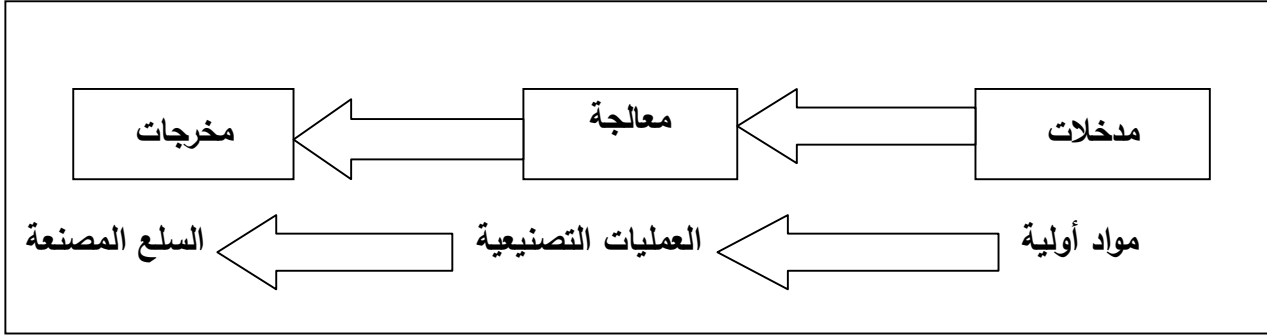 مدخلات معالجة مخرجات
مواد أولية العمليات التصنيعية السلع المصنعة